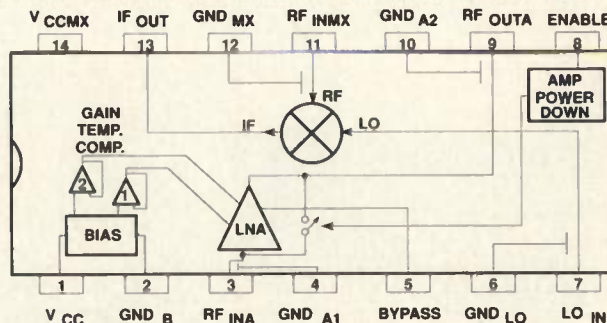 V CCMX IF OUT GND MX RF INMX GND A2 RF OUTA ENABLE
14 13 12 11 10 9 8
AMP
POWER
DOWN
RF
IF LO
GAIN
TEMP.
COMP.
2 1
BIAS
LNA
1 2 3 4 5 6 7
V CC GND B RF INA GND A1 BYPASS GND LO LO IN